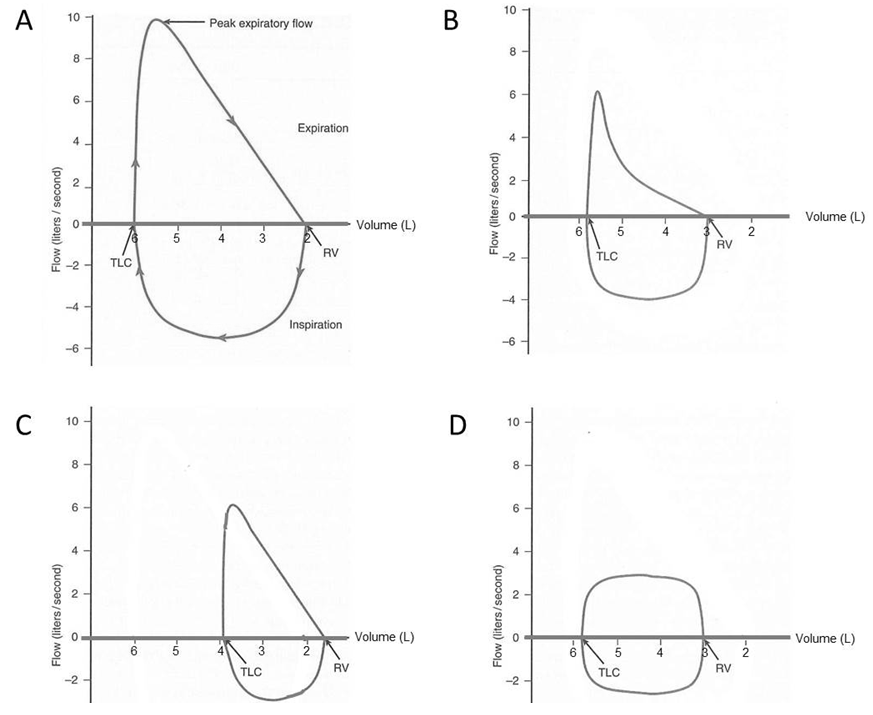 A
10
8
6
4
2
0
−2
−4
−6
Flow (liters / second)
Peak expiratory flow
Expiration
Volume (L)
6 5 4 3 2
TLC
RV
Inspiration
B
10
8
6
4
2
0
−2
−4
−6
Flow (liters/second)
Volume (L)
6 5 4 3 2
TLC
RV
C
10
8
6
4
2
0
−2
Flow (liters/second)
Volume (L)
6 5 4 3 2
TLC
RV
D
10
8
6
4
2
0
−2
Flow (liters/second)
Volume (L)
6 5 4 3 2
TLC
RV